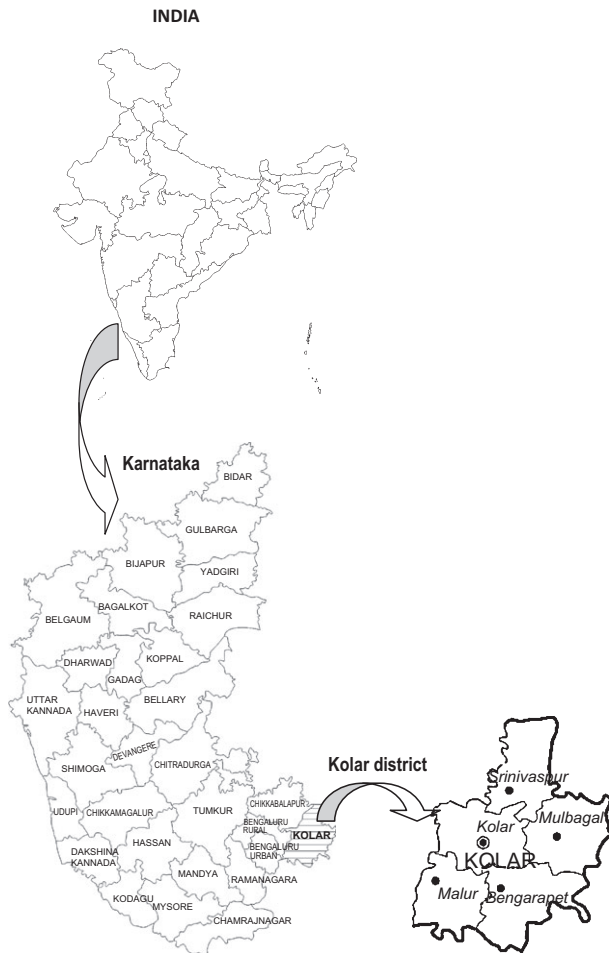 INDIA
Karnataka
BIDAR
GULBARGA
BIJAPUR
YADGIRI
BAGALKOT
RAICHUR
BELGAUM
DHARWAD
KOPPAL
GADAG
UTTAR
KANNADA
HAVERI
BELLARY
DEVANGERE
SHIMOGA
CHITRADURGA
UDUPI
CHIKKAMAGALUR
TUMKUR
CHIKKABALAPUR
BENGALURU
RURAL
KOLAR
DAKSHINA
KANNADA
HASSAN
BENGALURU
URBAN
MANDYA
RAMANAGARA
KODAGU
MYSORE
CHAMRAJNAGAR
Kolar district
Srinivaspur
Kolar
Mulbagal
KOLAR
Malur
Bengarapet